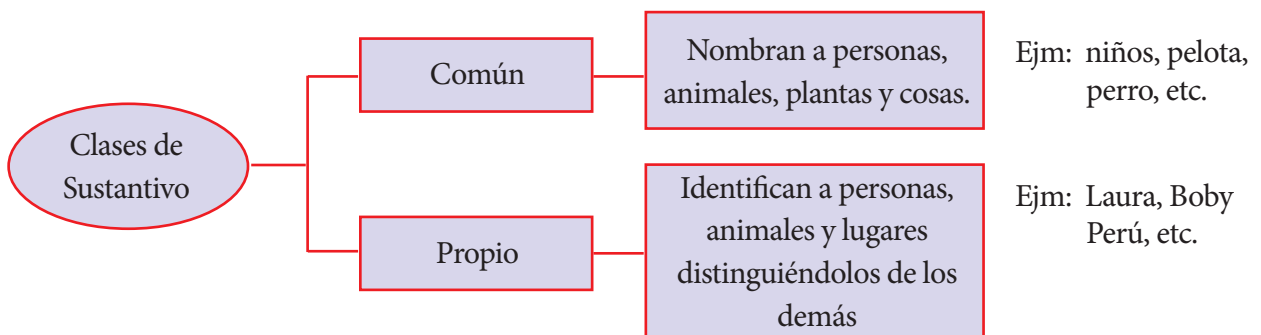 Clases de
Sustantivo
Común
Nombran a personas,
animales, plantas y cosas.
Ejm: niños, pelota,
perro, etc.
Propio
Identifican a personas,
animales y lugares
distinguiéndolos de los
demás
Ejm: Laura, Boby
Perú, etc.